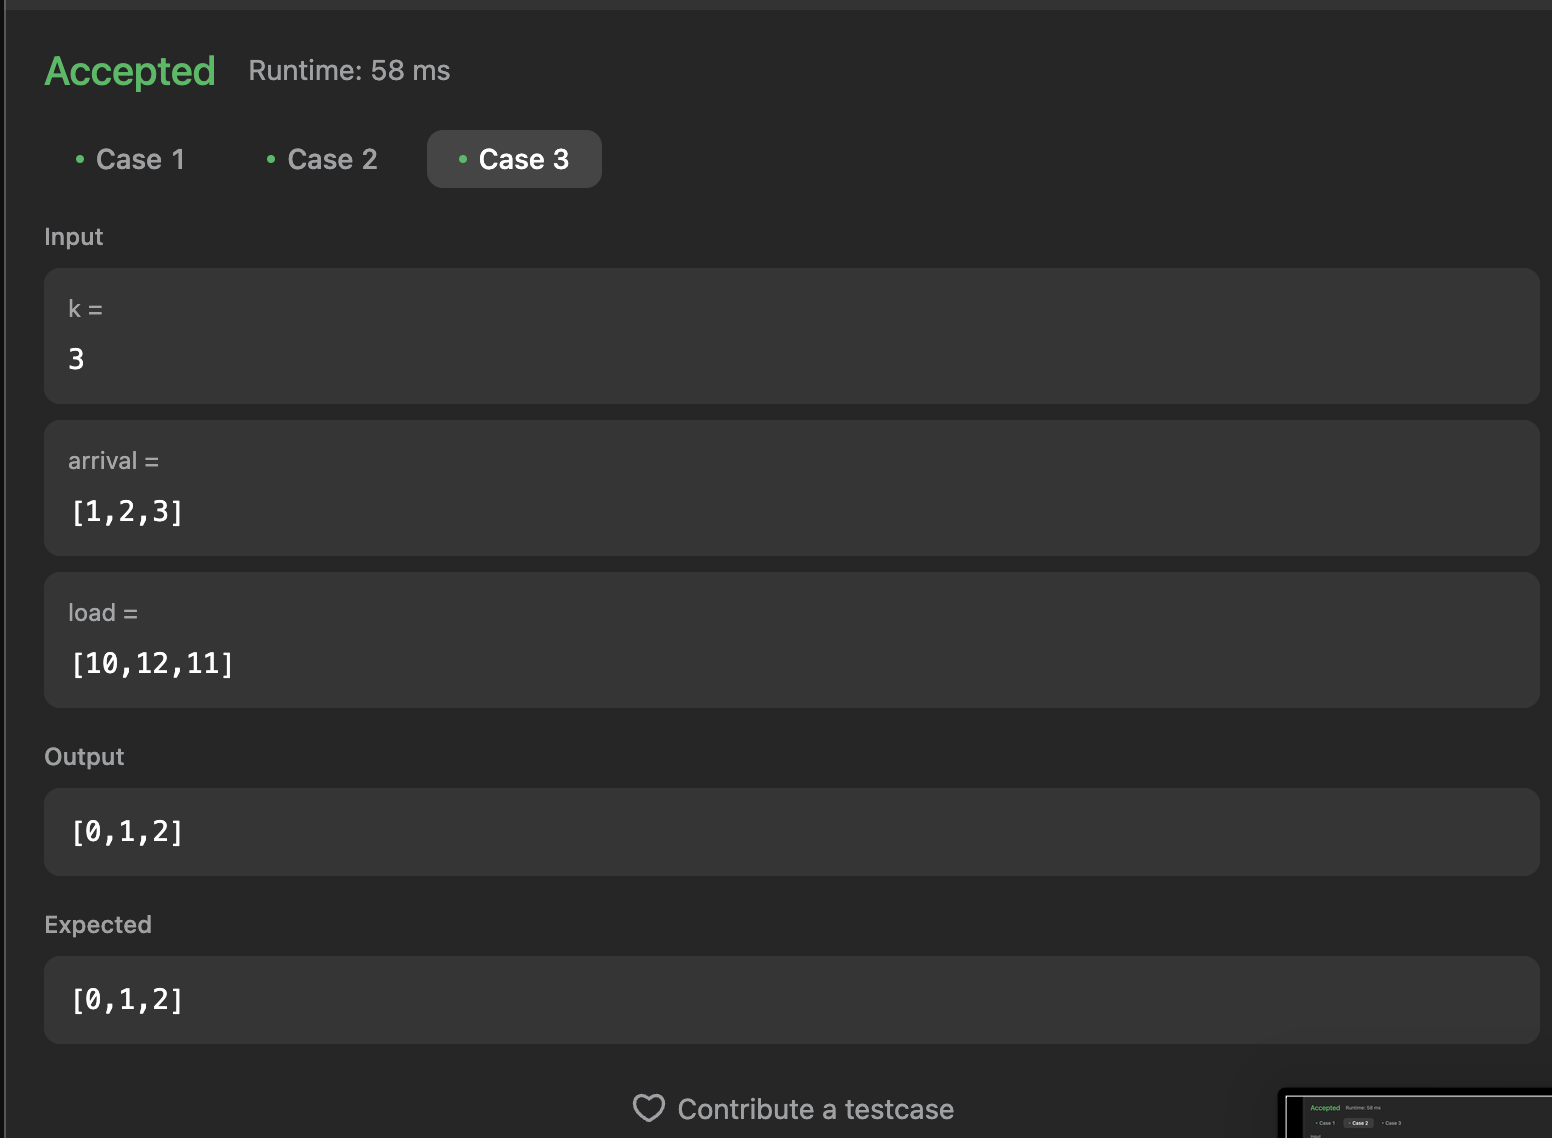 Accepted Runtime: 58 ms
• Case 1 • Case 2 • Case 3
Input
k =
3
arrival =
[1,2,3]
load =
[10,12,11]
Output
[0,1,2]
Expected
[0,1,2]
Contribute a testcase
Accepted Runtime: 58 ms
• Case 1 • Case 2 • Case 3
Input